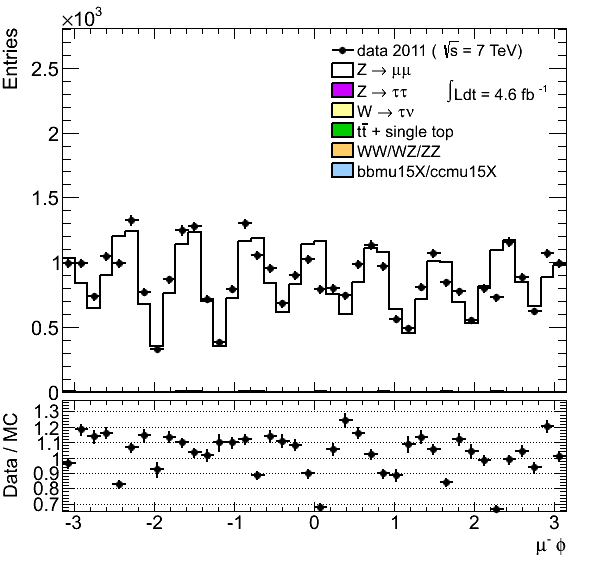 ×10³
Entries
2.5
2
1.5
1
0.5
0
data 2011 ( √s = 7 TeV)
Z → μμ
Z → ττ
W → τν
tt̄ + single top
WW/WZ/ZZ
bbmu15X/ccmu15X
∫Ldt = 4.6 fb⁻¹
Data / MC
1.3
1.2
1.1
1
0.9
0.8
0.7
-3 -2 -1 0 1 2 3
μ⁻ ϕ